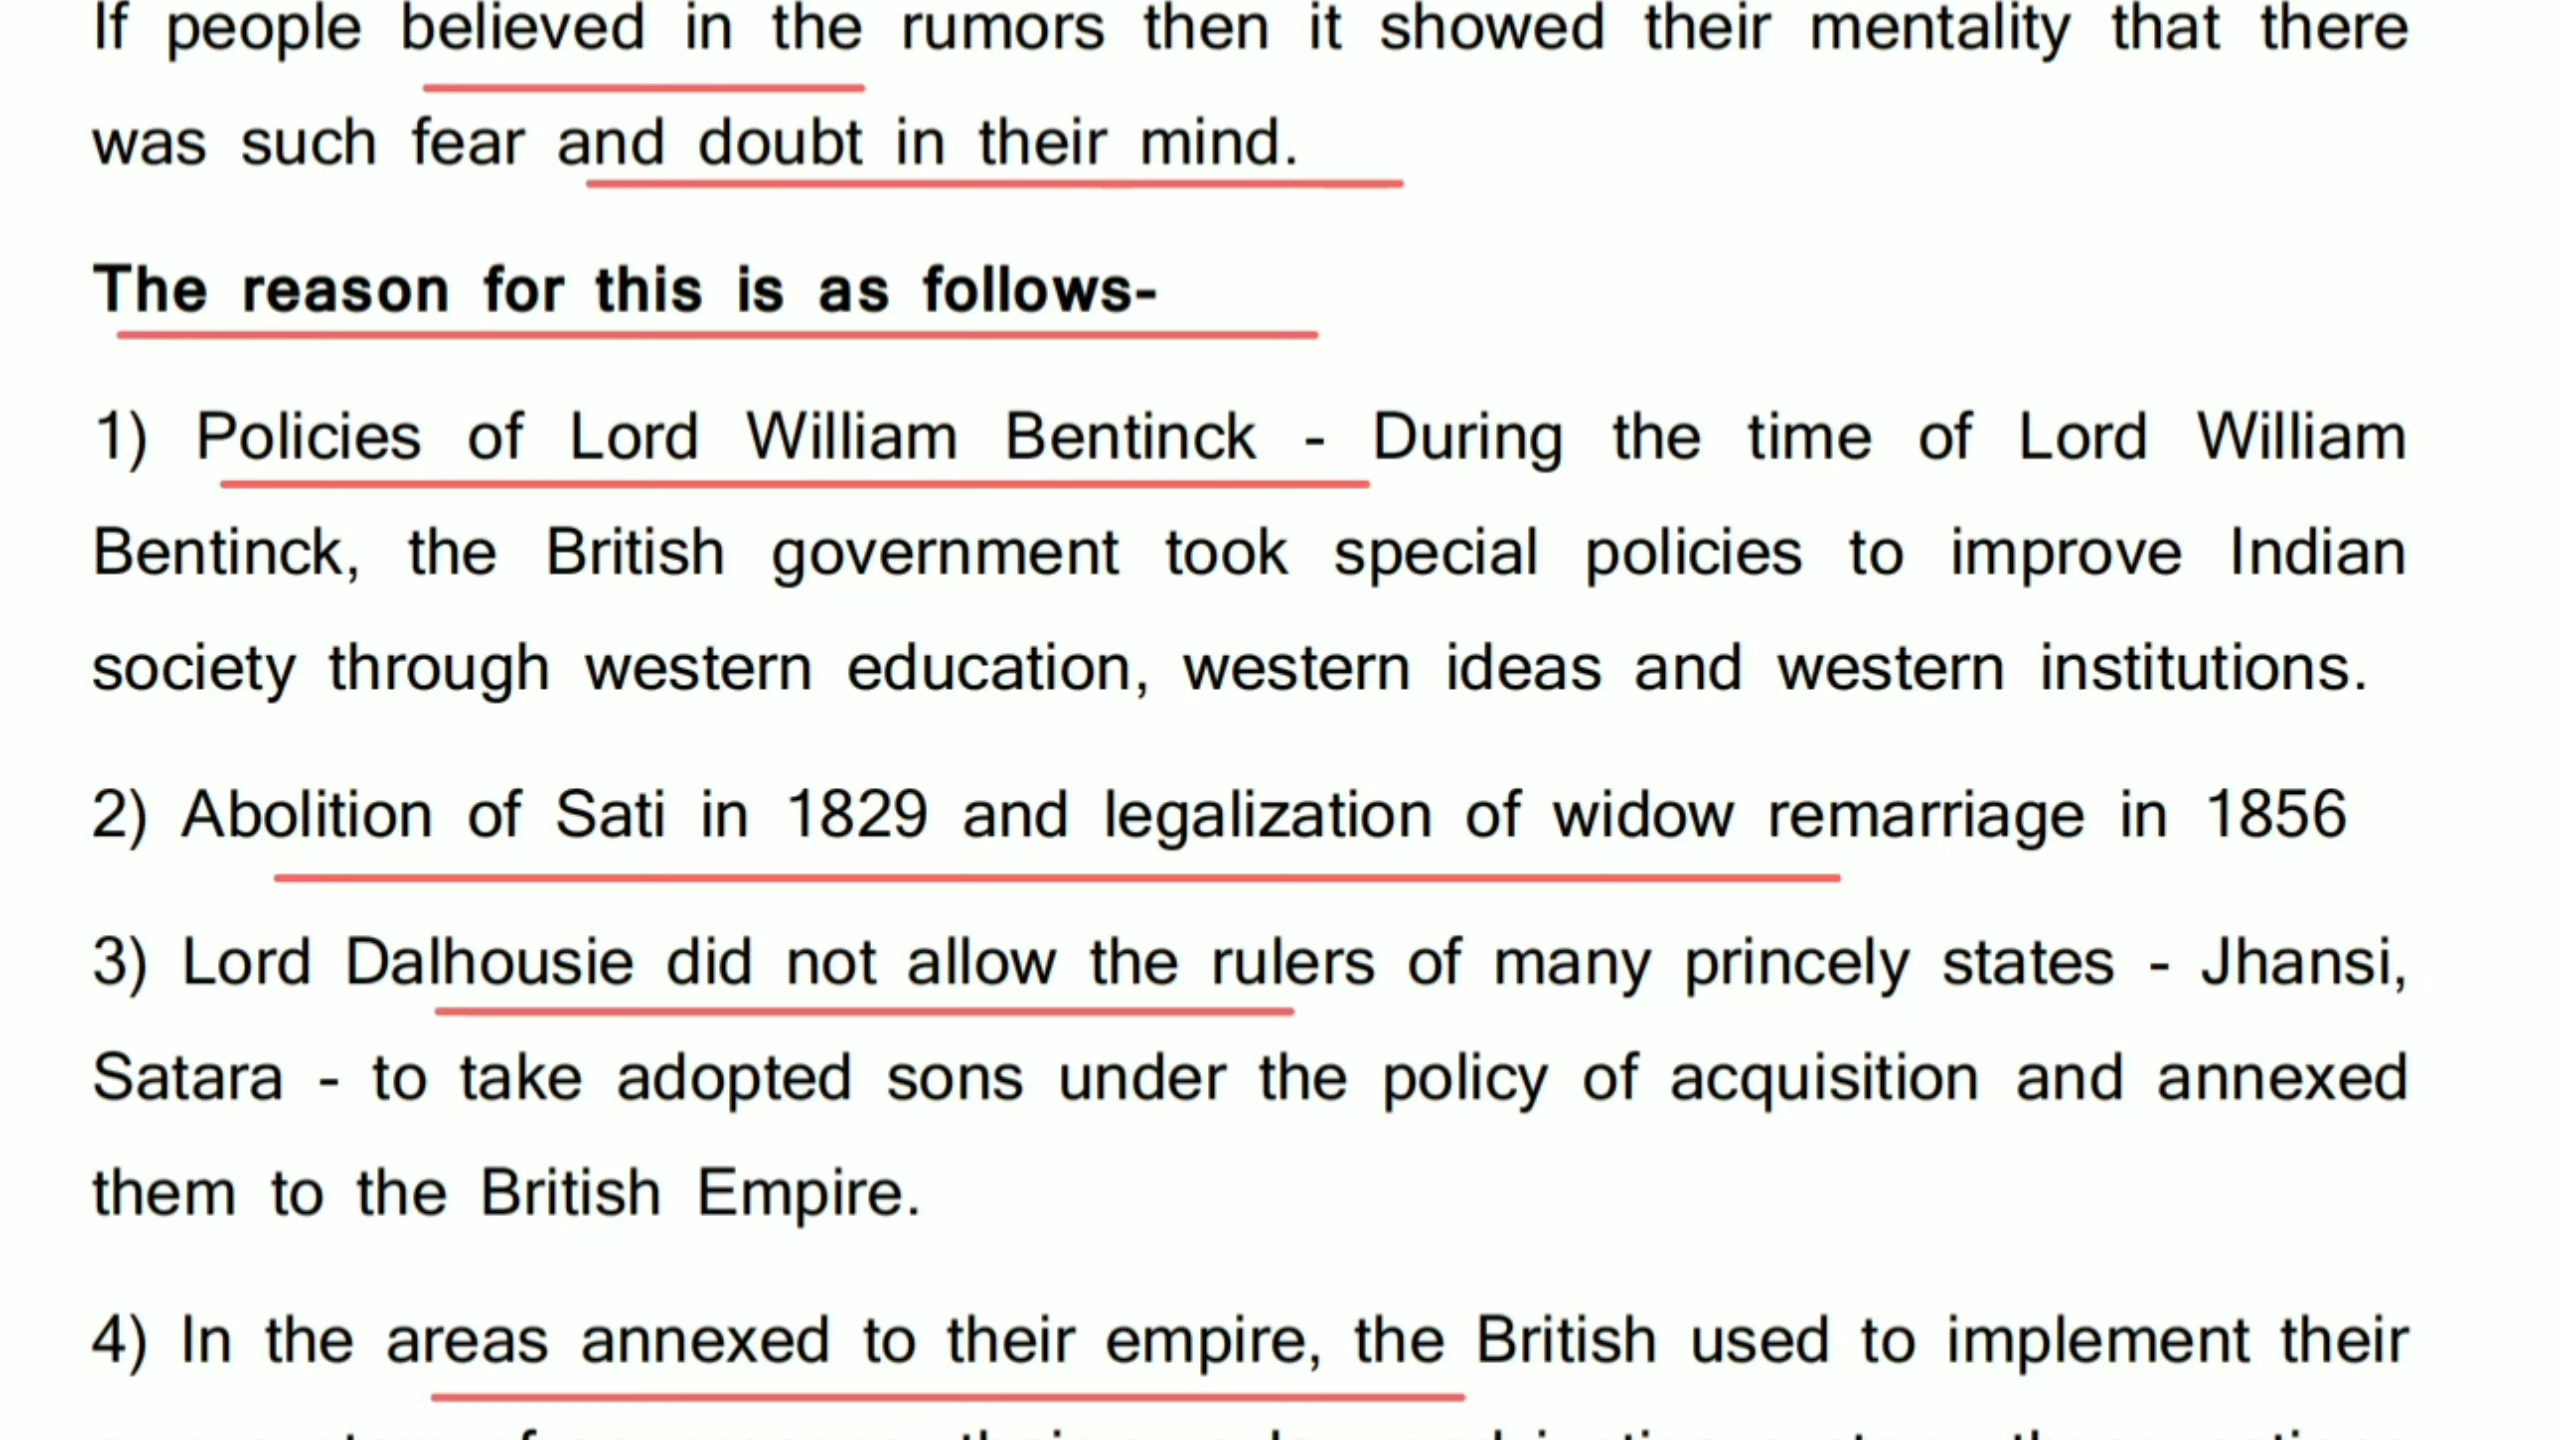 If people believed in the rumors then it showed their mentality that there
was such fear and doubt in their mind.
The reason for this is as follows-
1) Policies of Lord William Bentinck - During the time of Lord William
Bentinck, the British government took special policies to improve Indian
society through western education, western ideas and western institutions.
2) Abolition of Sati in 1829 and legalization of widow remarriage in 1856
3) Lord Dalhousie did not allow the rulers of many princely states - Jhansi,
Satara - to take adopted sons under the policy of acquisition and annexed
them to the British Empire.
4) In the areas annexed to their empire, the British used to implement their